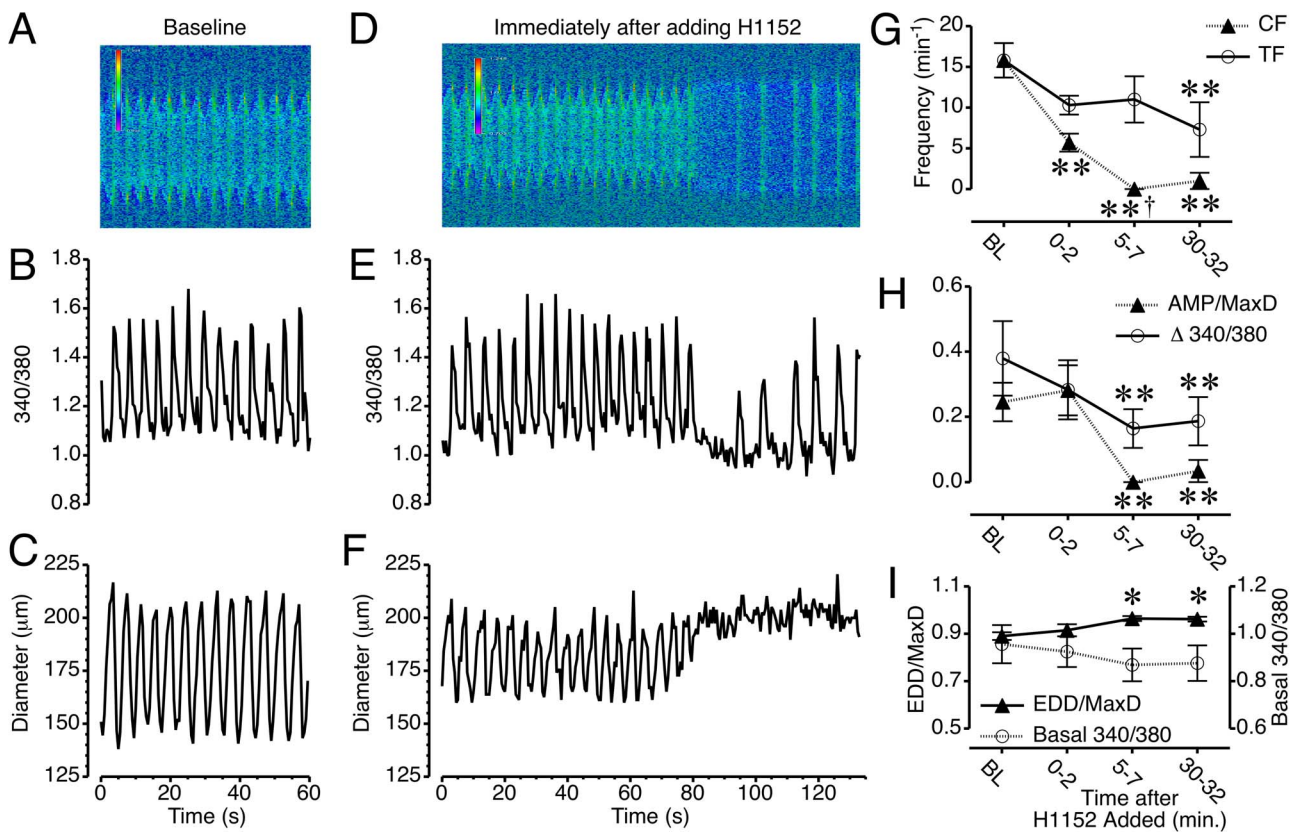 A
Baseline
D
Immediately after adding H1152
B
340/380
1.8
1.6
1.4
1.2
1.0
0.8
E
1.8
1.6
1.4
1.2
1.0
0.8
C
Diameter (µm)
225
200
175
150
125
0
20
40
60
Time (s)
F
Diameter (µm)
225
200
175
150
125
0
20
40
60
80
100
120
Time (s)
G
Frequency (min⁻¹)
20
15
10
5
0
CF
TF
**
**
**†
**
BL
0-2
5-7
30-32
H
0.6
0.4
0.2
0.0
AMP/MaxD
Δ 340/380
**
**
**
**
BL
0-2
5-7
30-32
I
EDD/MaxD
1.1
0.9
0.7
0.5
*
*
EDD/MaxD
Basal 340/380
1.2
1.0
0.8
0.6
Basal 340/380
BL
0-2
5-7
30-32
Time after
H1152 Added (min.)